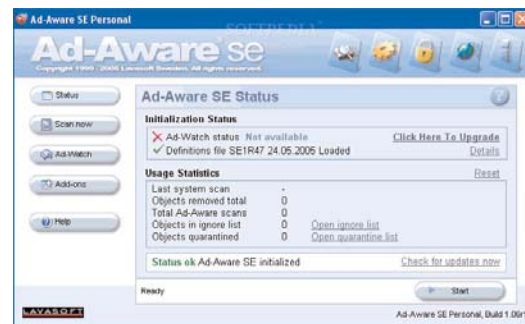 Ad-Aware SE Personal
SOFTPEDIA
Ad-Aware se
Copyright 1999-2005 Lavasoft Sweden. All rights reserved.
Status
Scan now
Ad-Watch
Add-ons
Help
Ad-Aware SE Status
Initialization Status
Ad-Watch status Not available Click Here To Upgrade
Definitions file SE1R47 24.05.2005 Loaded Details
Usage Statistics Reset
Last system scan -
Objects removed total 0
Total Ad-Aware scans 0
Objects in ignore list 0 Open ignore list
Objects quarantined 0 Open quarantine list
Status ok Ad-Aware SE initialized Check for updates now
Ready Start
LAVASOFT
Ad-Aware SE Personal, Build